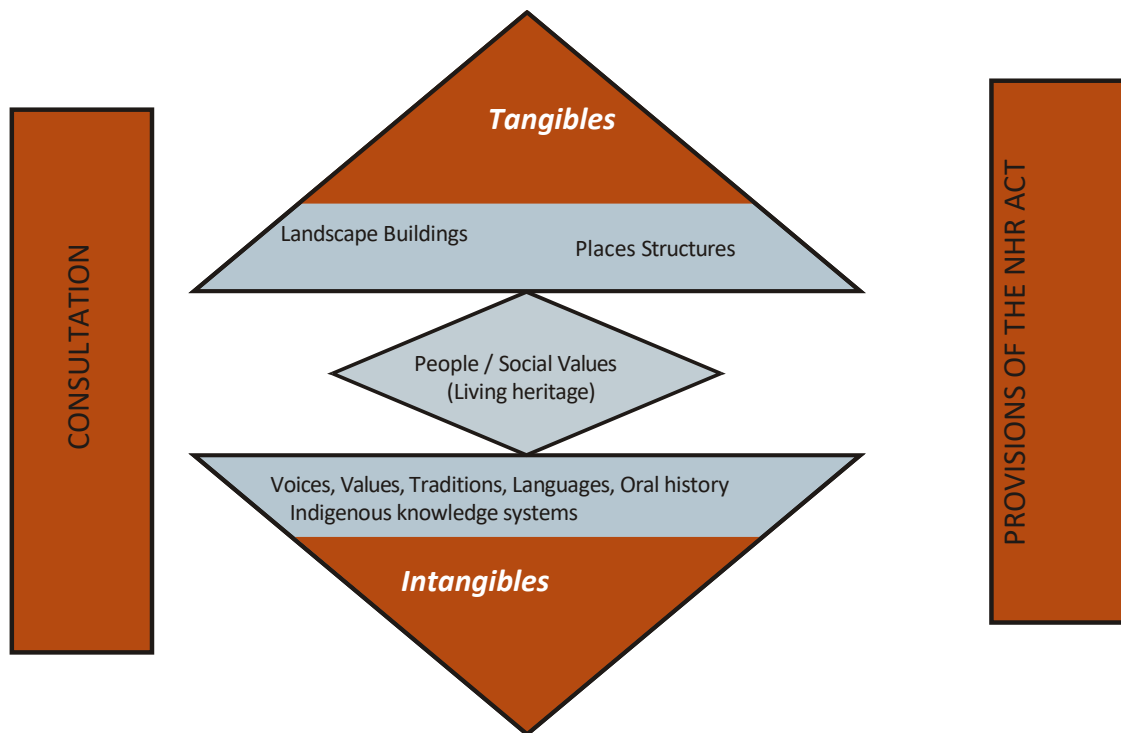 Tangibles
Landscape Buildings
Places Structures
CONSULTATION
People / Social Values
(Living heritage)
PROVISIONS OF THE NHR ACT
Voices, Values, Traditions, Languages, Oral history
Indigenous knowledge systems
Intangibles